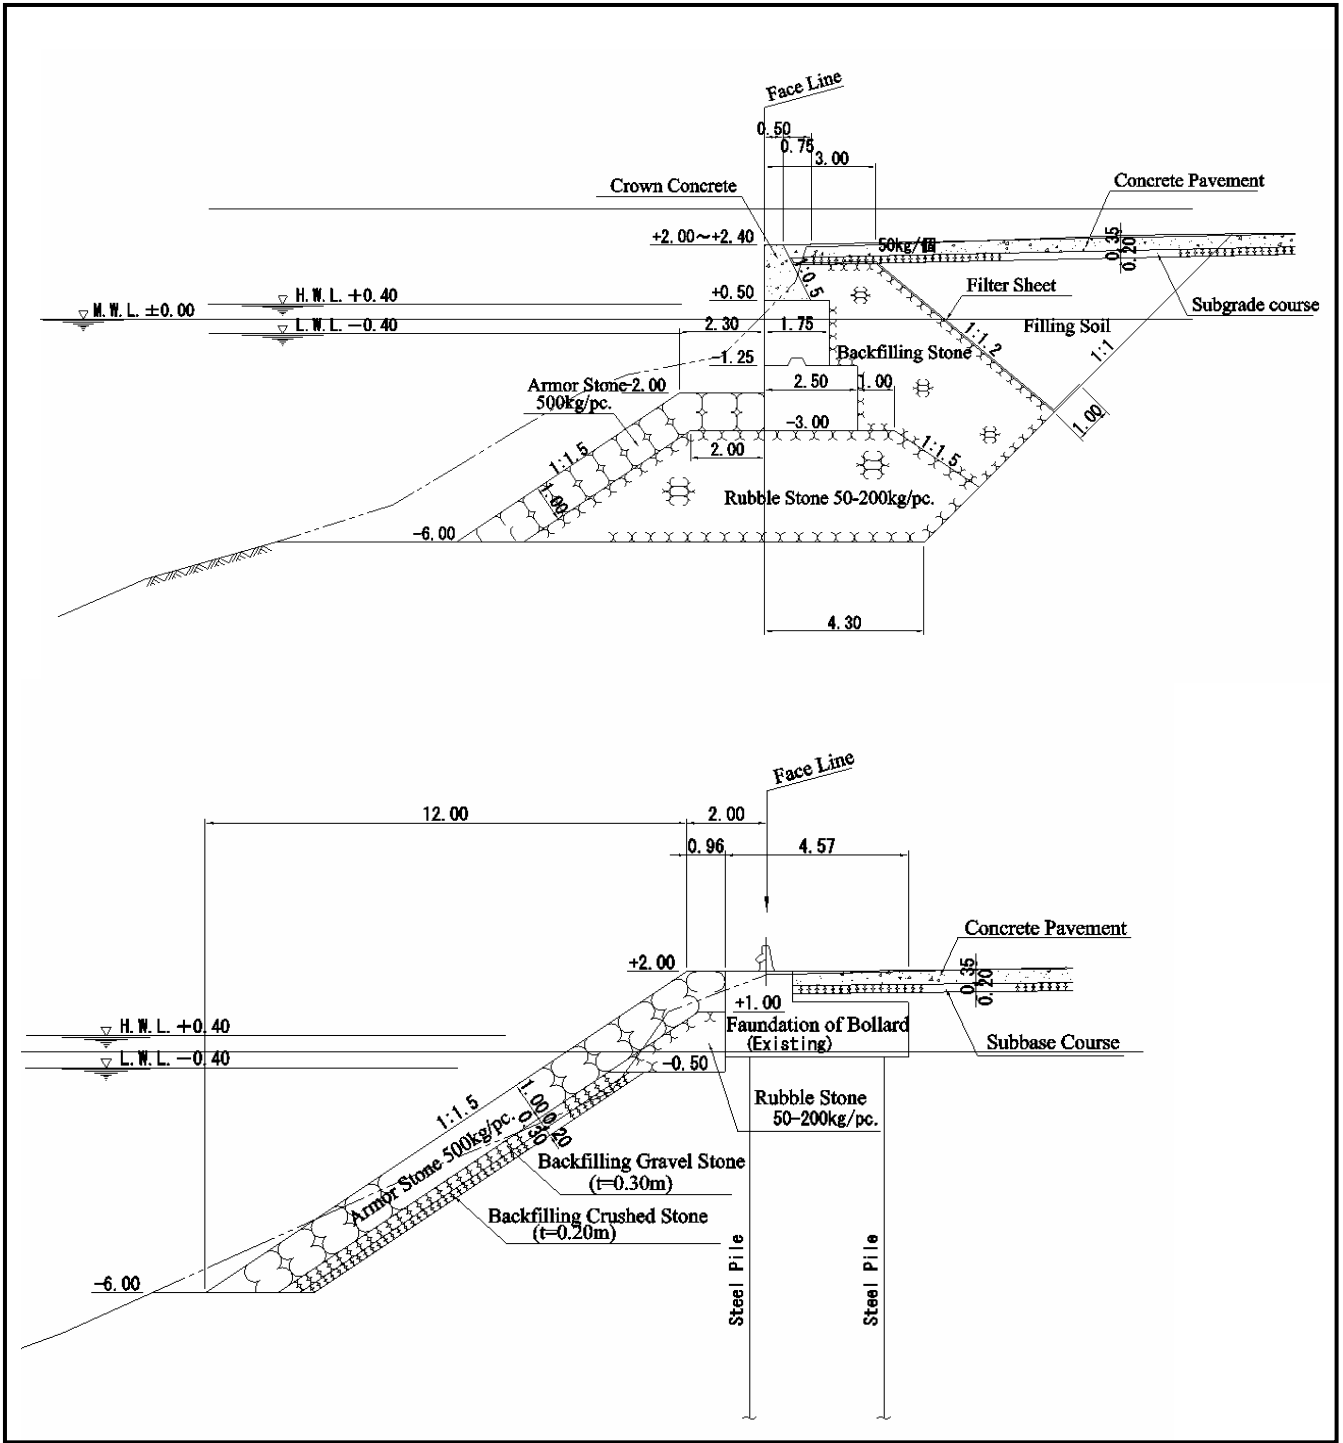 Face Line
0.50
0.75
3.00
Crown Concrete
Concrete Pavement
+2.00~+2.40
50kg/個
0.35
0.20
1:0.5
H.W.L.+0.40
+0.50
Filter Sheet
M.W.L.±0.00
Subgrade course
L.W.L.-0.40
2.30
1.75
Filling Soil
1:1.2
1:1
-1.25
Backfilling Stone
Armor Stone
-2.00
500kg/pc.
2.50
1.00
1.00
-3.00
2.00
1:1.5
1:1.5
1.00
Rubble Stone 50-200kg/pc.
-6.00
4.30
Face Line
12.00
2.00
0.96
4.57
Concrete Pavement
+2.00
0.35
0.20
+1.00
H.W.L.+0.40
Faundation of Bollard
(Existing)
Subbase Course
L.W.L.-0.40
-0.50
1:1.5
1.00
0.20
0.30
Rubble Stone
50-200kg/pc.
Armor Stone 500kg/pc.
Backfilling Gravel Stone
(t=0.30m)
Backfilling Crushed Stone
(t=0.20m)
-6.00
Steel Pile
Steel Pile